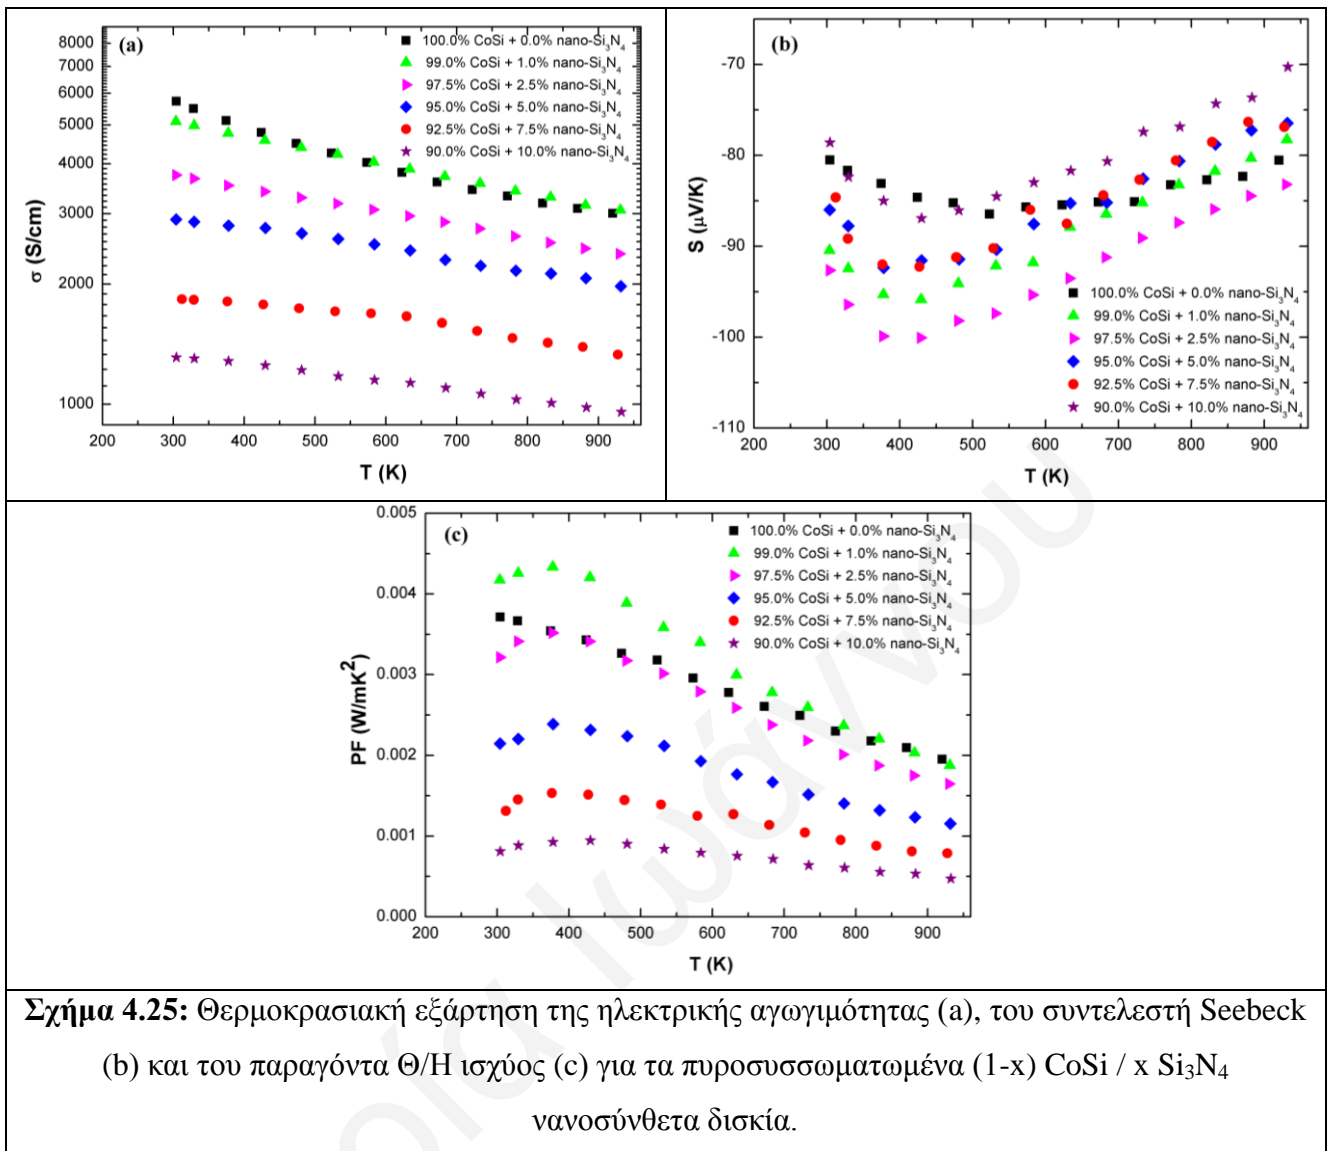 (a)
100.0% CoSi + 0.0% nano-Si₃N₄
99.0% CoSi + 1.0% nano-Si₃N₄
97.5% CoSi + 2.5% nano-Si₃N₄
95.0% CoSi + 5.0% nano-Si₃N₄
92.5% CoSi + 7.5% nano-Si₃N₄
90.0% CoSi + 10.0% nano-Si₃N₄
8000
7000
6000
5000
4000
3000
2000
1000
σ (S/cm)
200 300 400 500 600 700 800 900
T (K)
(b)
-70
-80
-90
-100
-110
S (μV/K)
100.0% CoSi + 0.0% nano-Si₃N₄
99.0% CoSi + 1.0% nano-Si₃N₄
97.5% CoSi + 2.5% nano-Si₃N₄
95.0% CoSi + 5.0% nano-Si₃N₄
92.5% CoSi + 7.5% nano-Si₃N₄
90.0% CoSi + 10.0% nano-Si₃N₄
200 300 400 500 600 700 800 900
T (K)
(c)
100.0% CoSi + 0.0% nano-Si₃N₄
99.0% CoSi + 1.0% nano-Si₃N₄
97.5% CoSi + 2.5% nano-Si₃N₄
95.0% CoSi + 5.0% nano-Si₃N₄
92.5% CoSi + 7.5% nano-Si₃N₄
90.0% CoSi + 10.0% nano-Si₃N₄
0.005
0.004
0.003
0.002
0.001
0.000
PF (W/mK²)
200 300 400 500 600 700 800 900
T (K)
Σχήμα 4.25: Θερμοκρασιακή εξάρτηση της ηλεκτρικής αγωγιμότητας (a), του συντελεστή Seebeck
(b) και του παραγόντα Θ/Η ισχύος (c) για τα πυροσυσσωματωμένα (1-x) CoSi / x Si₃N₄
νανοσύνθετα δισκία.
Ιωάννου